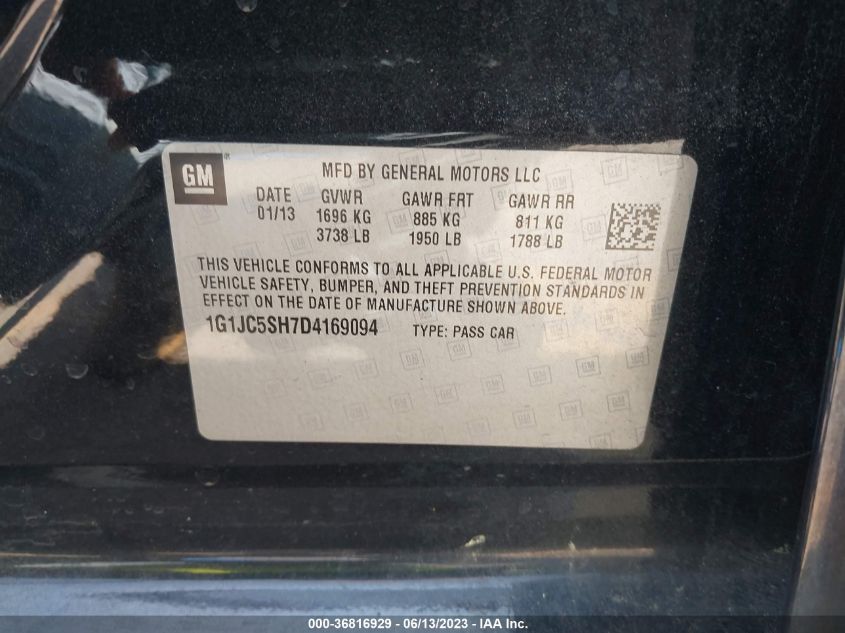 GM
MFD BY GENERAL MOTORS LLC
DATE GVWR GAWR FRT GAWR RR
01/13 1696 KG 885 KG 811 KG
3738 LB 1950 LB 1788 LB
THIS VEHICLE CONFORMS TO ALL APPLICABLE U.S. FEDERAL MOTOR
VEHICLE SAFETY, BUMPER, AND THEFT PREVENTION STANDARDS IN
EFFECT ON THE DATE OF MANUFACTURE SHOWN ABOVE.
1G1JC5SH7D4169094 TYPE: PASS CAR
000-36816929 - 06/13/2023 - IAA Inc.